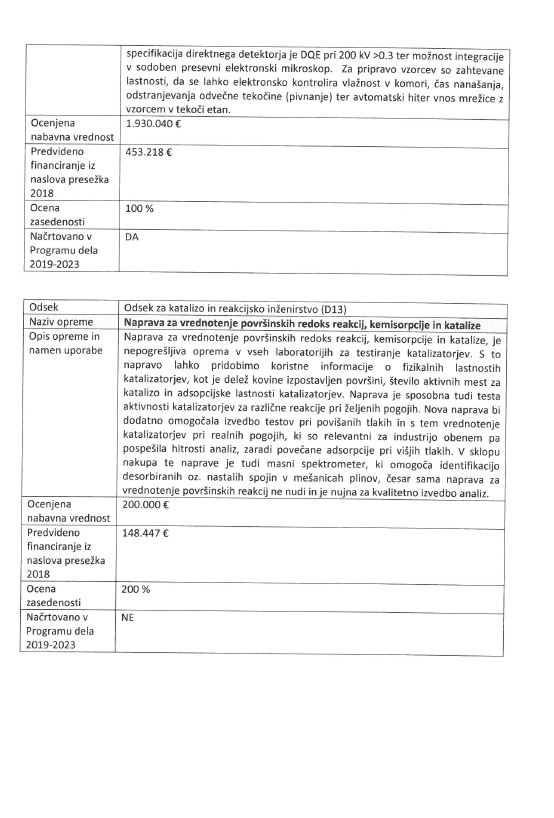 specifikacija direktnega detektorja je DQE pri 200 kV >0.3 ter možnost integracije
v sodoben presevni elektronski mikroskop. Za pripravo vzorcev so zahtevane
lastnosti, da se lahko elektronsko kontrolira vlažnost v komori, čas nanašanja,
odstranjevanja odvečne tekočine (pivnanje) ter avtomatski hiter vnos mrežice z
vzorcem v tekoči etan.
Ocenjena
nabavna vrednost
1.930.040 €
Predvideno
financiranje iz
naslova presežka
2018
453.218 €
Ocena
zasedenosti
100 %
Načrtovano v
Programu dela
2019-2023
DA
Odsek
Odsek za katalizo in reakcijsko inženirstvo (D13)
Naziv opreme
Naprava za vrednotenje površinskih redoks reakcij, kemisorpcije in katalize
Opis opreme in
namen uporabe
Naprava za vrednotenje površinskih redoks reakcij, kemisorpcije in katalize, je
nepogrešljiva oprema v vseh laboratorijih za testiranje katalizatorjev. S to
napravo lahko pridobimo koristne informacije o fizikalnih lastnostih
katalizatorjev, kot je delež kovine izpostavljen površini, število aktivnih mest za
katalizo in adsopcijske lastnosti katalizatorjev. Naprava je sposobna tudi testa
aktivnosti katalizatorjev za različne reakcije pri željenih pogojih. Nova naprava bi
dodatno omogočala izvedbo testov pri povišanih tlakih in s tem vrednotenje
katalizatorjev pri realnih pogojih, ki so relevantni za industrijo obenem pa
pospešila hitrosti analiz, zaradi povečane adsorpcije pri višjih tlakih. V sklopu
nakupa te naprave je tudi masni spektrometer, ki omogoča identifikacijo
desorbiranih oz. nastalih spojin v mešanicah plinov, česar sama naprava za
vrednotenje površinskih reakcij ne nudi in je nujna za kvalitetno izvedbo analiz.
Ocenjena
nabavna vrednost
200.000 €
Predvideno
financiranje iz
naslova presežka
2018
148.447 €
Ocena
zasedenosti
200 %
Načrtovano v
Programu dela
2019-2023
NE